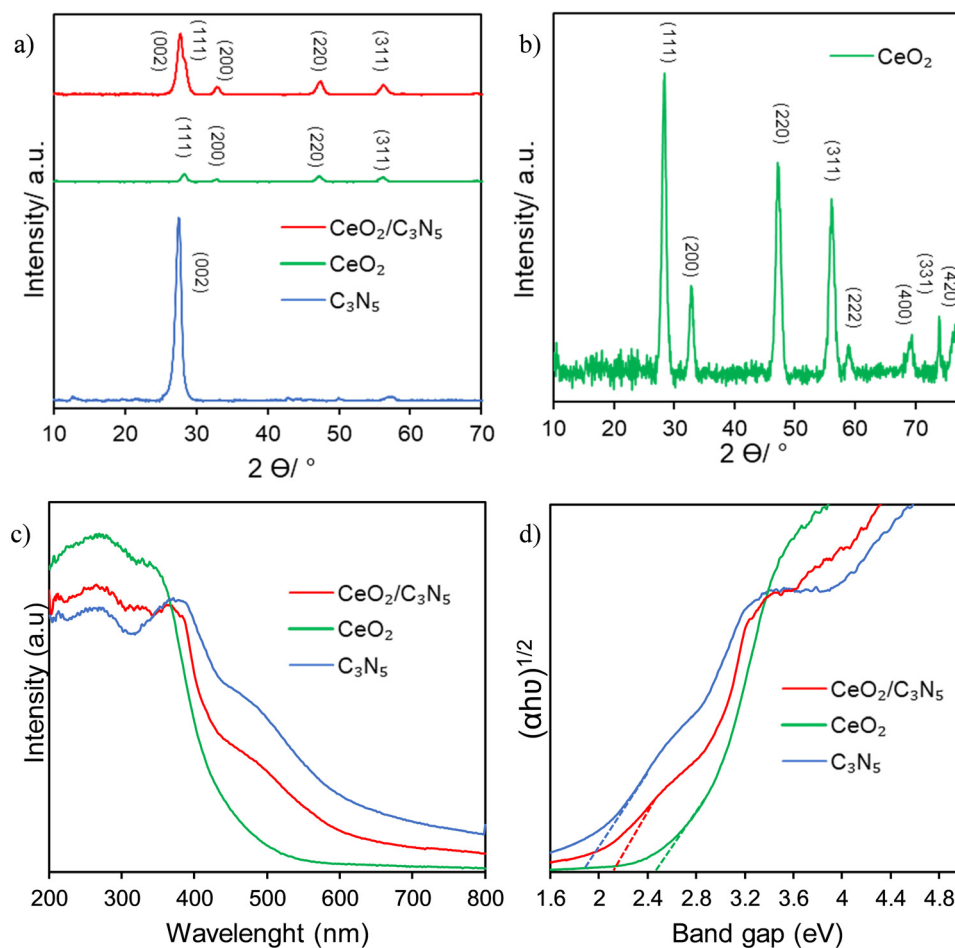 a)
(002)
(111)
(200)
(220)
(311)
(111)
(200)
(220)
(311)
(002)
CeO₂/C₃N₅
CeO₂
C₃N₅
Intensity/ a.u.
10 20 30 40 50 60 70
2 ϴ/ °
b)
(111)
(200)
(220)
(311)
(222)
(400)
(331)
(420)
CeO₂
Intensity/ a.u.
10 20 30 40 50 60 70
2 ϴ/ °
c)
CeO₂/C₃N₅
CeO₂
C₃N₅
Intensity (a.u)
200 300 400 500 600 700 800
Wavelenght (nm)
d)
CeO₂/C₃N₅
CeO₂
C₃N₅
(αhυ)¹/²
1.6 2 2.4 2.8 3.2 3.6 4 4.4 4.8
Band gap (eV)